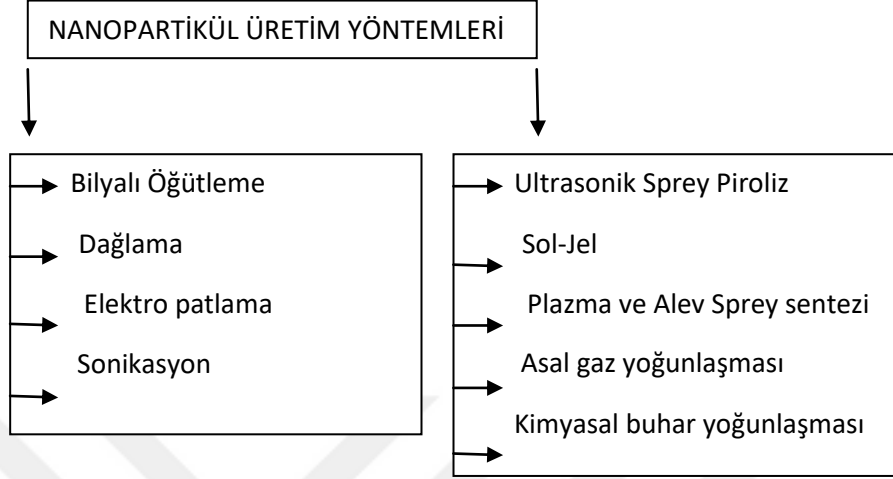 NANOPARTİKÜL ÜRETİM YÖNTEMLERİ
Bilyalı Öğütleme
Dağlama
Elektro patlama
Sonikasyon
Ultrasonik Sprey Piroliz
Sol-Jel
Plazma ve Alev Sprey sentezi
Asal gaz yoğunlaşması
Kimyasal buhar yoğunlaşması